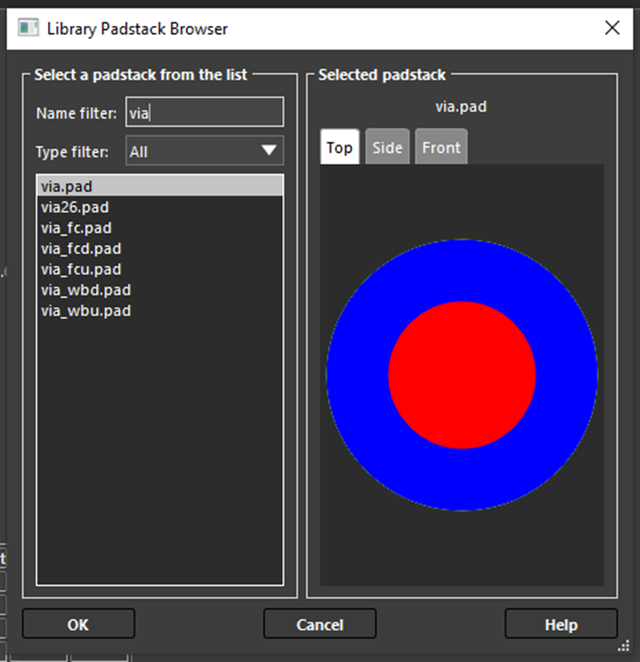 Library Padstack Browser
Select a padstack from the list
Name filter: via
Type filter: All
via.pad
via26.pad
via_fc.pad
via_fcd.pad
via_fcu.pad
via_wbd.pad
via_wbu.pad
Selected padstack
via.pad
Top Side Front
OK Cancel Help